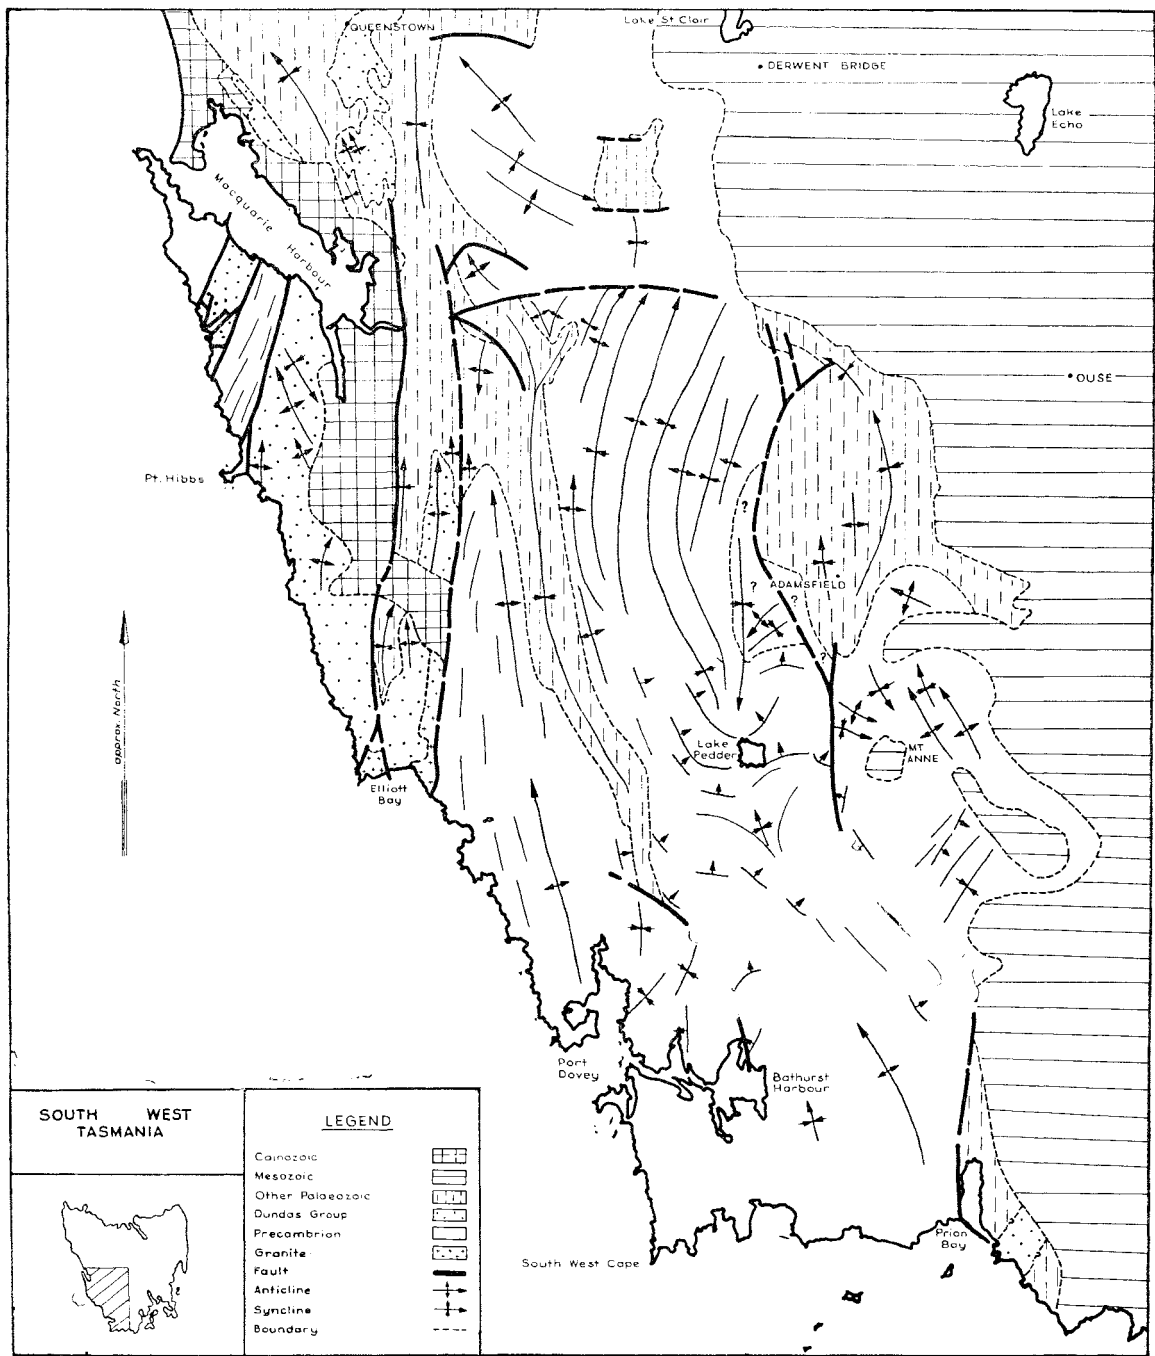 QUEENSTOWN
Lake St Clair
DERWENT BRIDGE
Lake
Echo
Macquarie Harbour
OUSE
Pt. Hibbs
?
?
ADAMSFIELD
?
?
approx. North
Lake
Pedder
MT
ANNE
Elliott
Bay
Port
Davey
Bathurst
Harbour
SOUTH WEST
TASMANIA
LEGEND
Cainozoic
Mesozoic
Other Palaeozoic
Dundas Group
Precambrian
Granite
Fault
Anticline
Syncline
Boundary
Prion
Bay
South West Cape